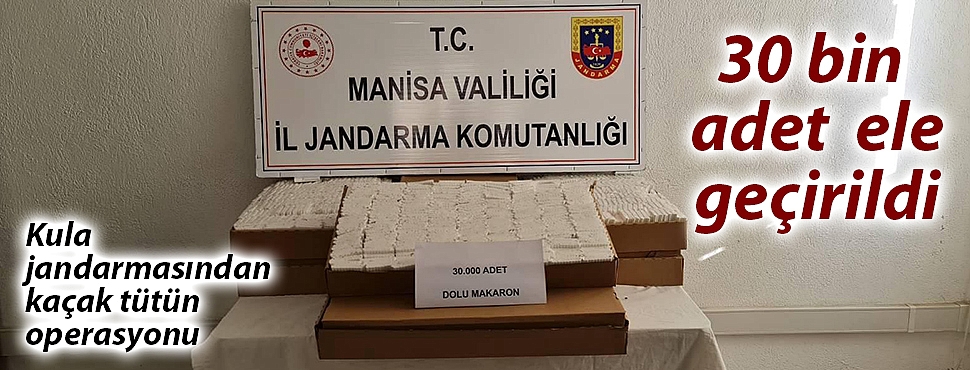 T.C.
MANİSA VALİLİĞİ
İL JANDARMA KOMUTANLIĞI
JANDARMA
30 bin
adet ele
geçirildi
Kula
jandarmasından
kaçak tütün
operasyonu
30.000 ADET
DOLU MAKARON